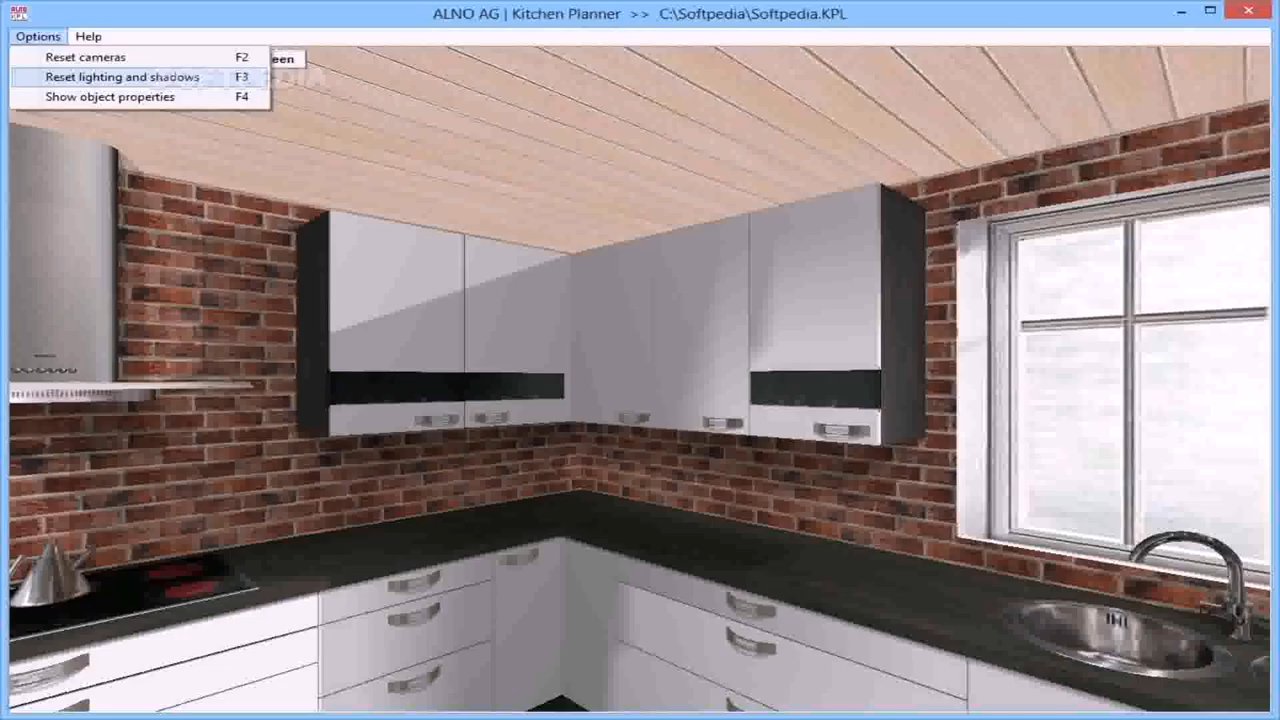 ALNO AG | Kitchen Planner >> C:\Softpedia\Softpedia.KPL
Options Help
Reset cameras F2
een
Reset lighting and shadows F3
Show object properties F4